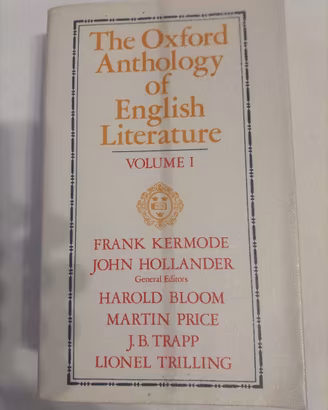 The Oxford
Anthology
of
English
Literature
VOLUME 1
FRANK KERMODE
JOHN HOLLANDER
General Editors
HAROLD BLOOM
MARTIN PRICE
J. B. TRAPP
LIONEL TRILLING